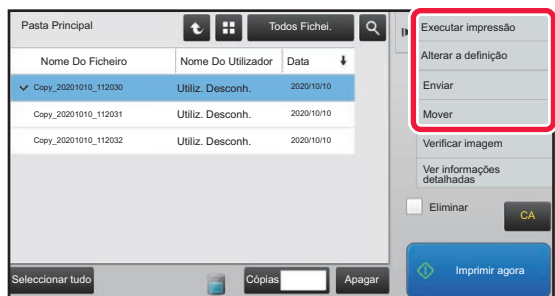 Pasta Principal
Todos Fichei.
Nome Do Ficheiro Nome Do Utilizador Data
Copy_20201010_112030 Utiliz. Desconh. 2020/10/10
Copy_20201010_112031 Utiliz. Desconh. 2020/10/10
Copy_20201010_112032 Utiliz. Desconh. 2020/10/10
Seleccionar tudo
Cópias
Apagar
Executar impressão
Alterar a definição
Enviar
Mover
Verificar imagem
Ver informações
detalhadas
Eliminar
CA
Imprimir agora